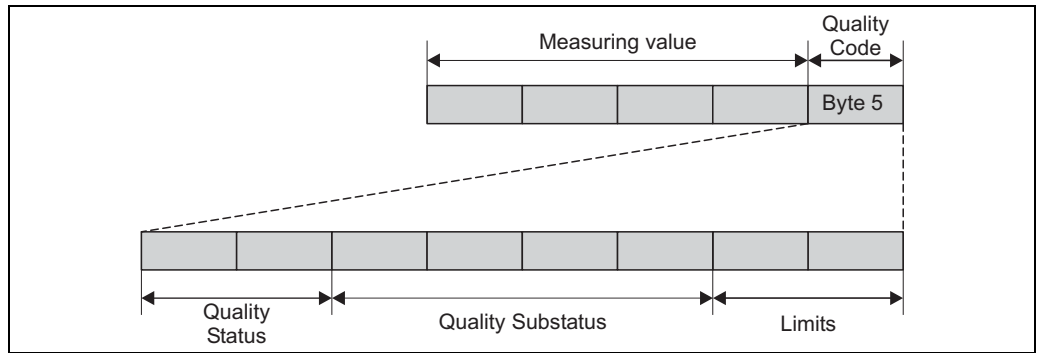 Measuring value
Quality
Code
Byte 5
Quality
Status
Quality Substatus
Limits